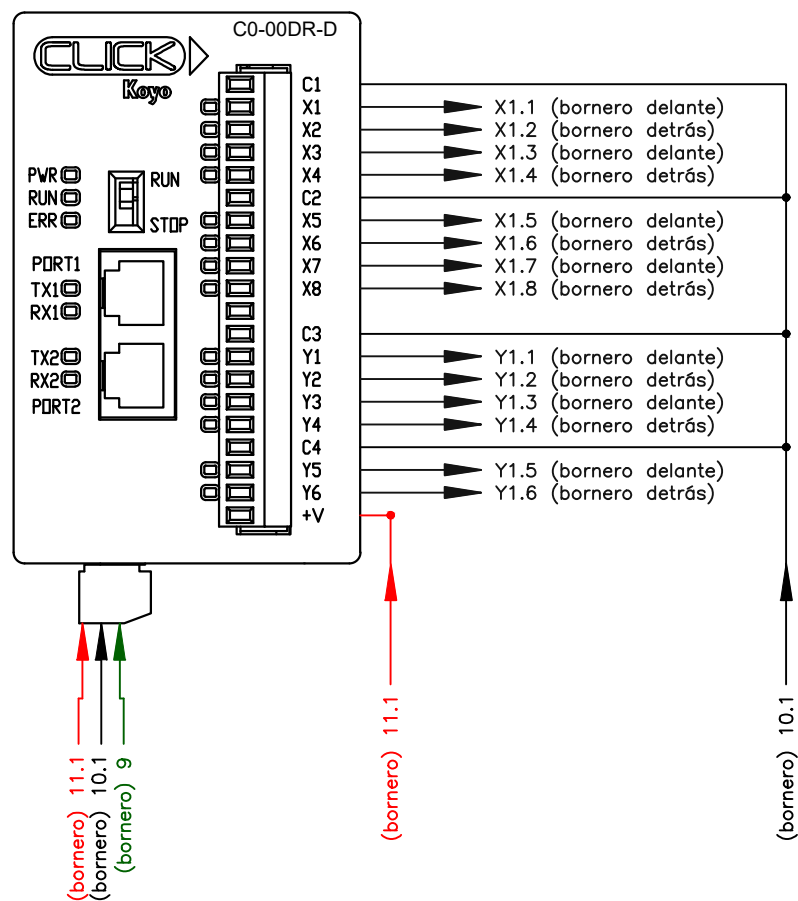 C0-00DR-D
CLICK
Koyo
C1
X1 X1.1 (bornero delante)
X2 X1.2 (bornero detrás)
X3 X1.3 (bornero delante)
X4 X1.4 (bornero detrás)
C2
X5 X1.5 (bornero delante)
X6 X1.6 (bornero detrás)
X7 X1.7 (bornero delante)
X8 X1.8 (bornero detrás)
C3
Y1 Y1.1 (bornero delante)
Y2 Y1.2 (bornero detrás)
Y3 Y1.3 (bornero delante)
Y4 Y1.4 (bornero detrás)
C4
Y5 Y1.5 (bornero delante)
Y6 Y1.6 (bornero detrás)
+V
PWR
RUN
ERR
RUN
STOP
PORT1
TX1
RX1
TX2
RX2
PORT2
(bornero) 11.1
(bornero) 10.1
(bornero) 9
(bornero) 11.1
(bornero) 10.1